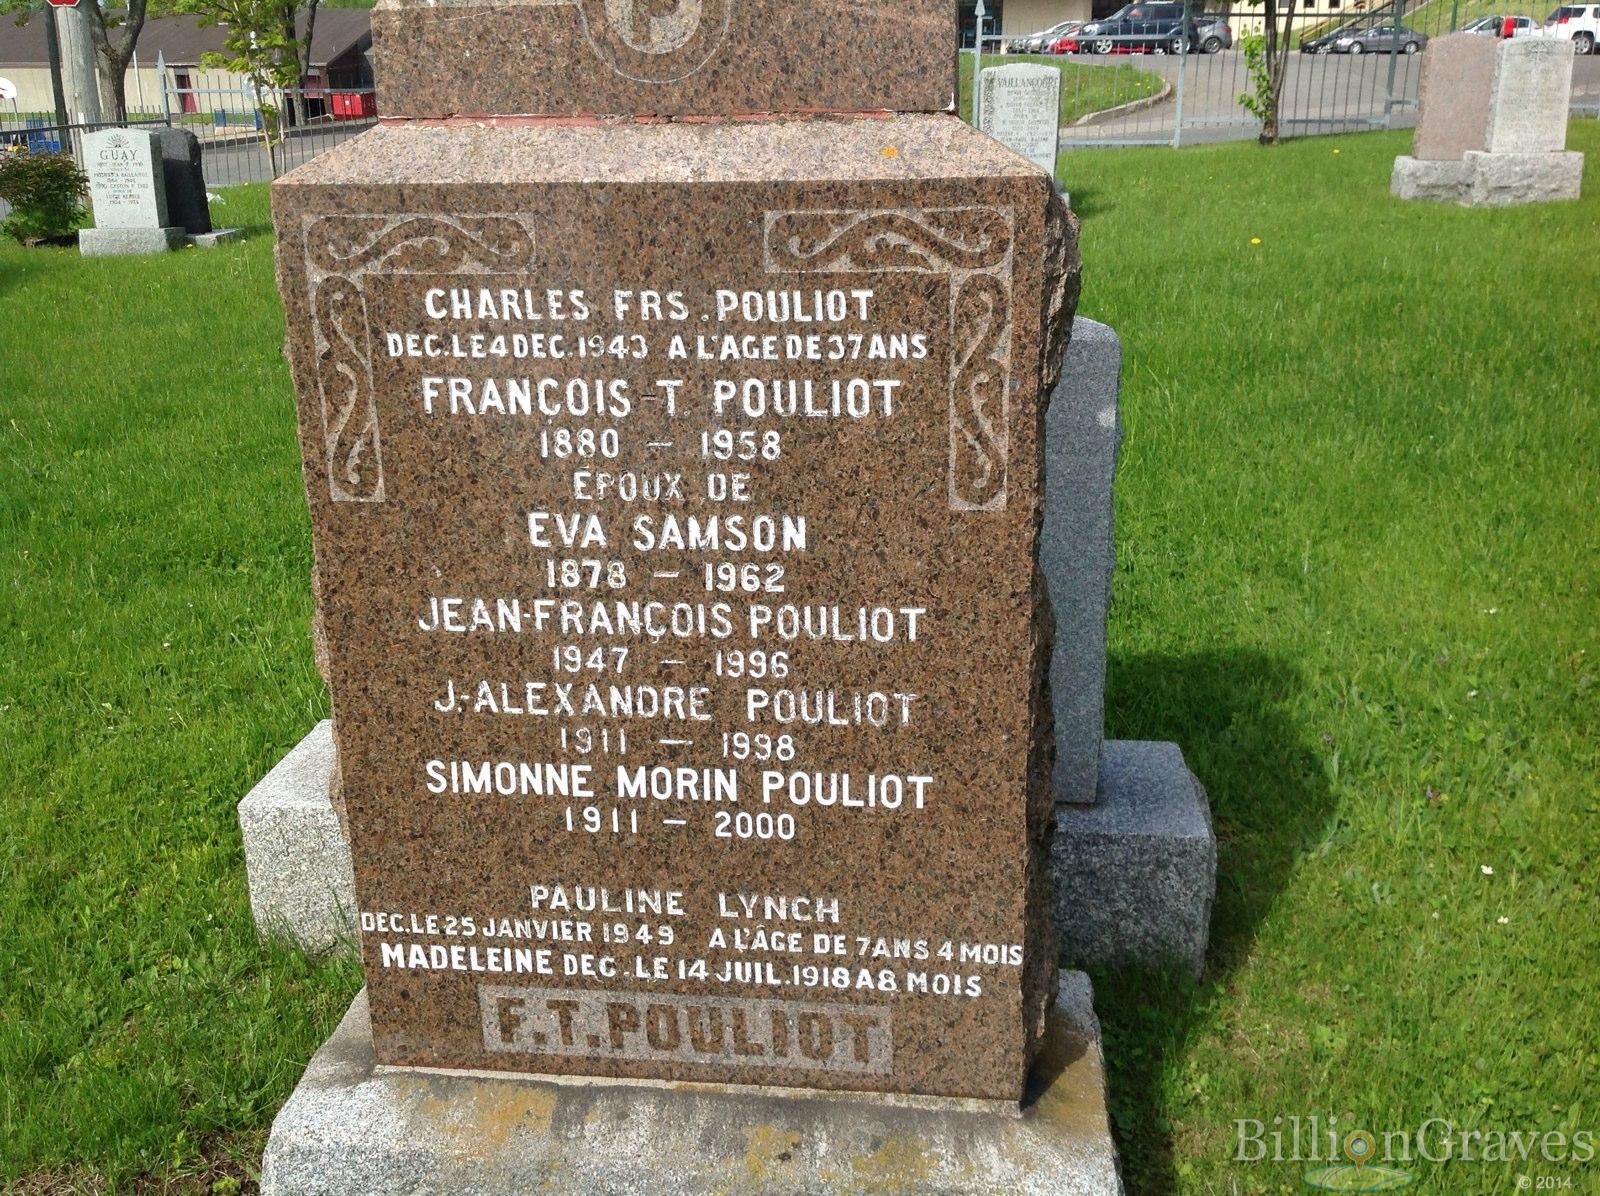 P
CHARLES FRS. POULIOT
DEC. LE 4 DEC. 1943 A L'AGE DE 37 ANS
FRANÇOIS-T. POULIOT
1880 — 1958
ÉPOUX DE
EVA SAMSON
1878 — 1962
JEAN-FRANÇOIS POULIOT
1947 — 1996
J.-ALEXANDRE POULIOT
1911 — 1998
SIMONNE MORIN POULIOT
1911 — 2000
PAULINE LYNCH
DEC. LE 25 JANVIER 1949 A L'ÂGE DE 7 ANS 4 MOIS
MADELEINE DEC. LE 14 JUIL. 1918 A 8 MOIS
F.T. POULIOT
GUAY
VAILLANCOURT
BillionGraves
© 2014